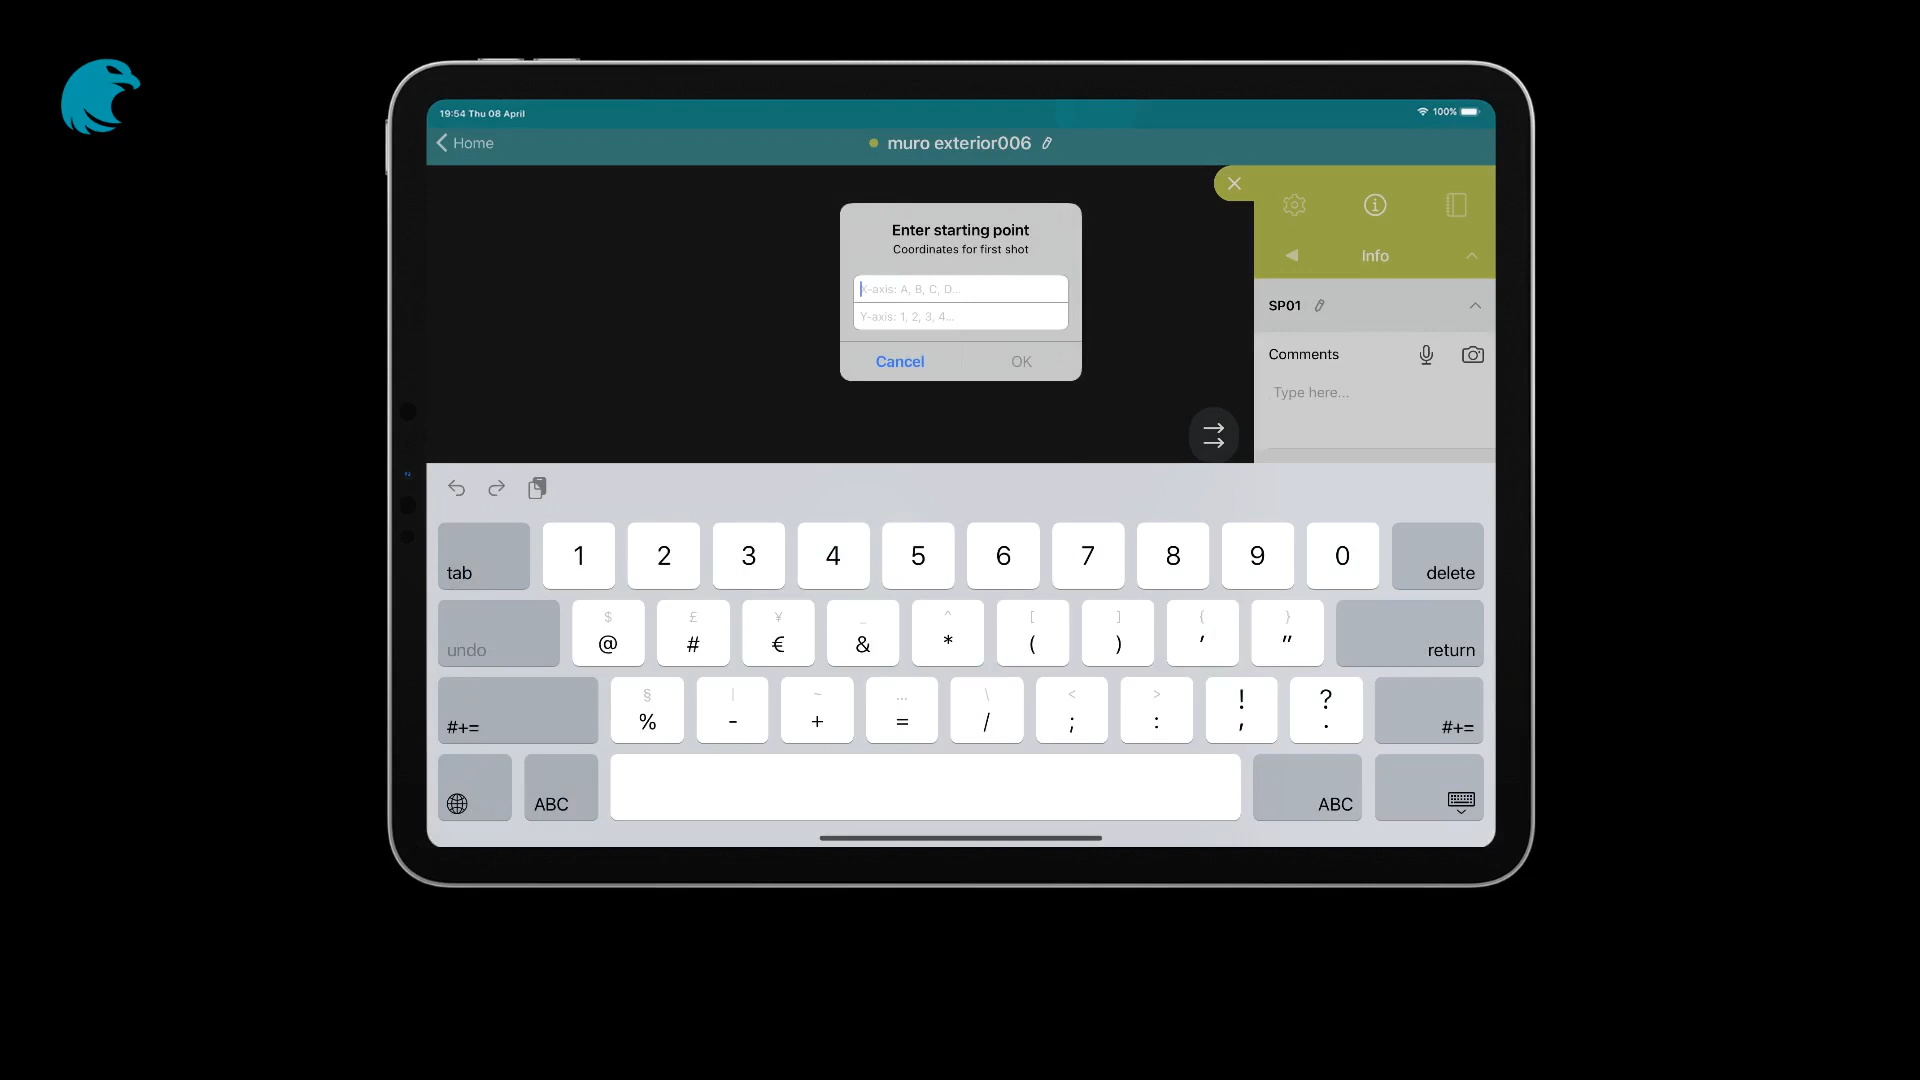 19:54 Thu 08 April
100%
Home
muro exterior006
Enter starting point
Coordinates for first shot
X-axis: A, B, C, D...
Y-axis: 1, 2, 3, 4...
Cancel
OK
Info
SP01
Comments
Type here...
tab 1 2 3 4 5 6 7 8 9 0 delete
$ £ ¥ _ ^ [ ] { }
undo @ # € & * ( ) ' " return
§ | ~ ... \ < > ! ?
#+= % - + = / ; : , . #+=
ABC ABC